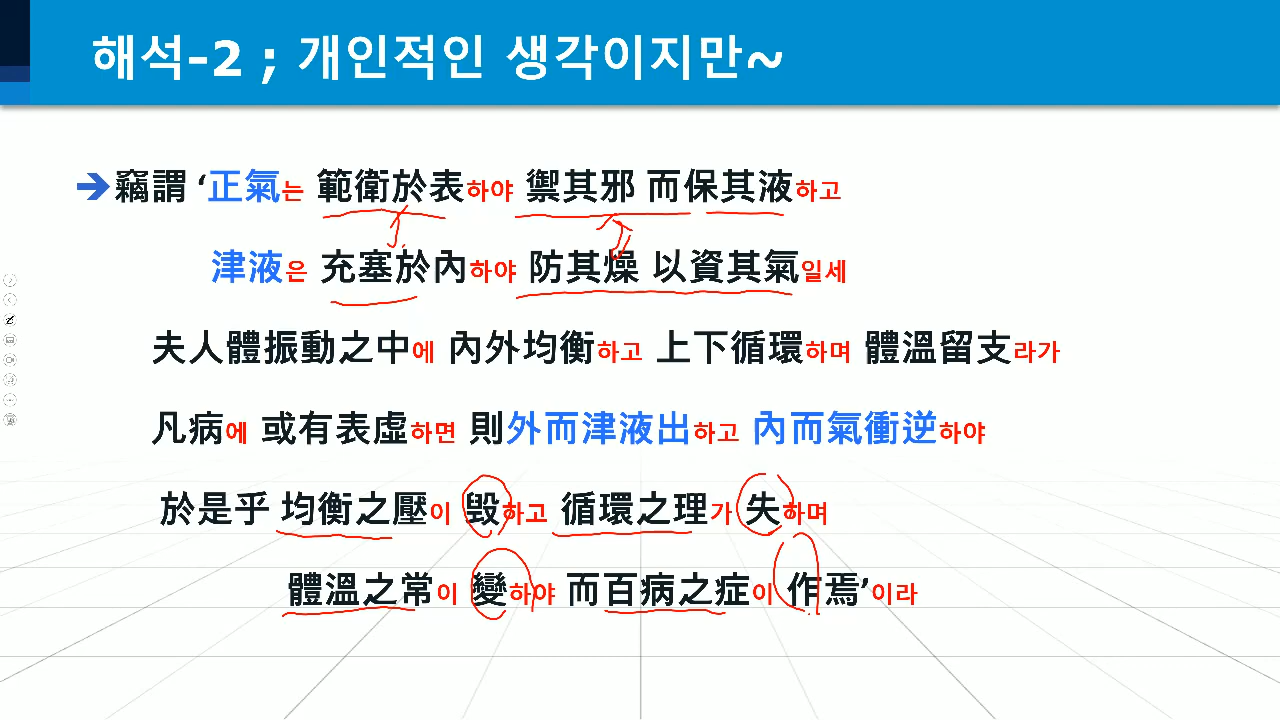 해석-2 ; 개인적인 생각이지만~
➔竊謂 ‘正氣는 範衛於表하야 禦其邪 而保其液하고
津液은 充塞於內하야 防其燥 以資其氣일세
夫人體振動之中에 內外均衡하고 上下循環하며 體溫留支라가
凡病에 或有表虛하면 則外而津液出하고 內而氣衝逆하야
於是乎 均衡之壓이 毁하고 循環之理가 失하며
體溫之常이 變하야 而百病之症이 作焉’이라